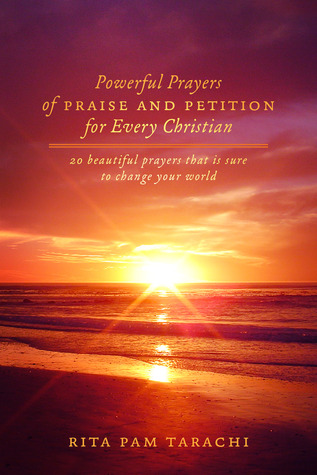 Powerful Prayers
of PRAISE AND PETITION
for Every Christian
20 beautiful prayers that is sure
to change your world
RITA PAM TARACHI